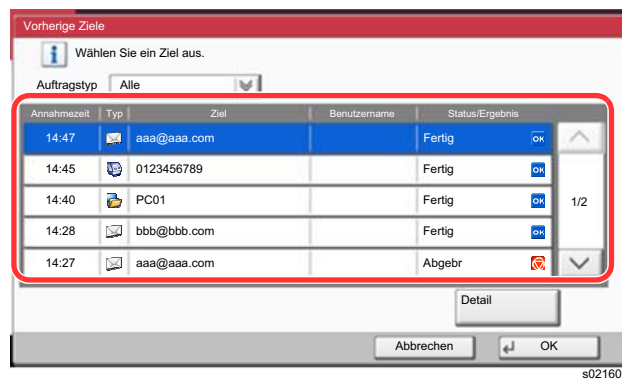 Vorherige Ziele
Wählen Sie ein Ziel aus.
Auftragstyp Alle
Annahmezeit Typ Ziel Benutzername Status/Ergebnis
14:47 aaa@aaa.com Fertig OK
14:45 0123456789 Fertig OK
14:40 PC01 Fertig OK
1/2
14:28 bbb@bbb.com Fertig OK
14:27 aaa@aaa.com Abgebr
Detail
Abbrechen OK
s02160